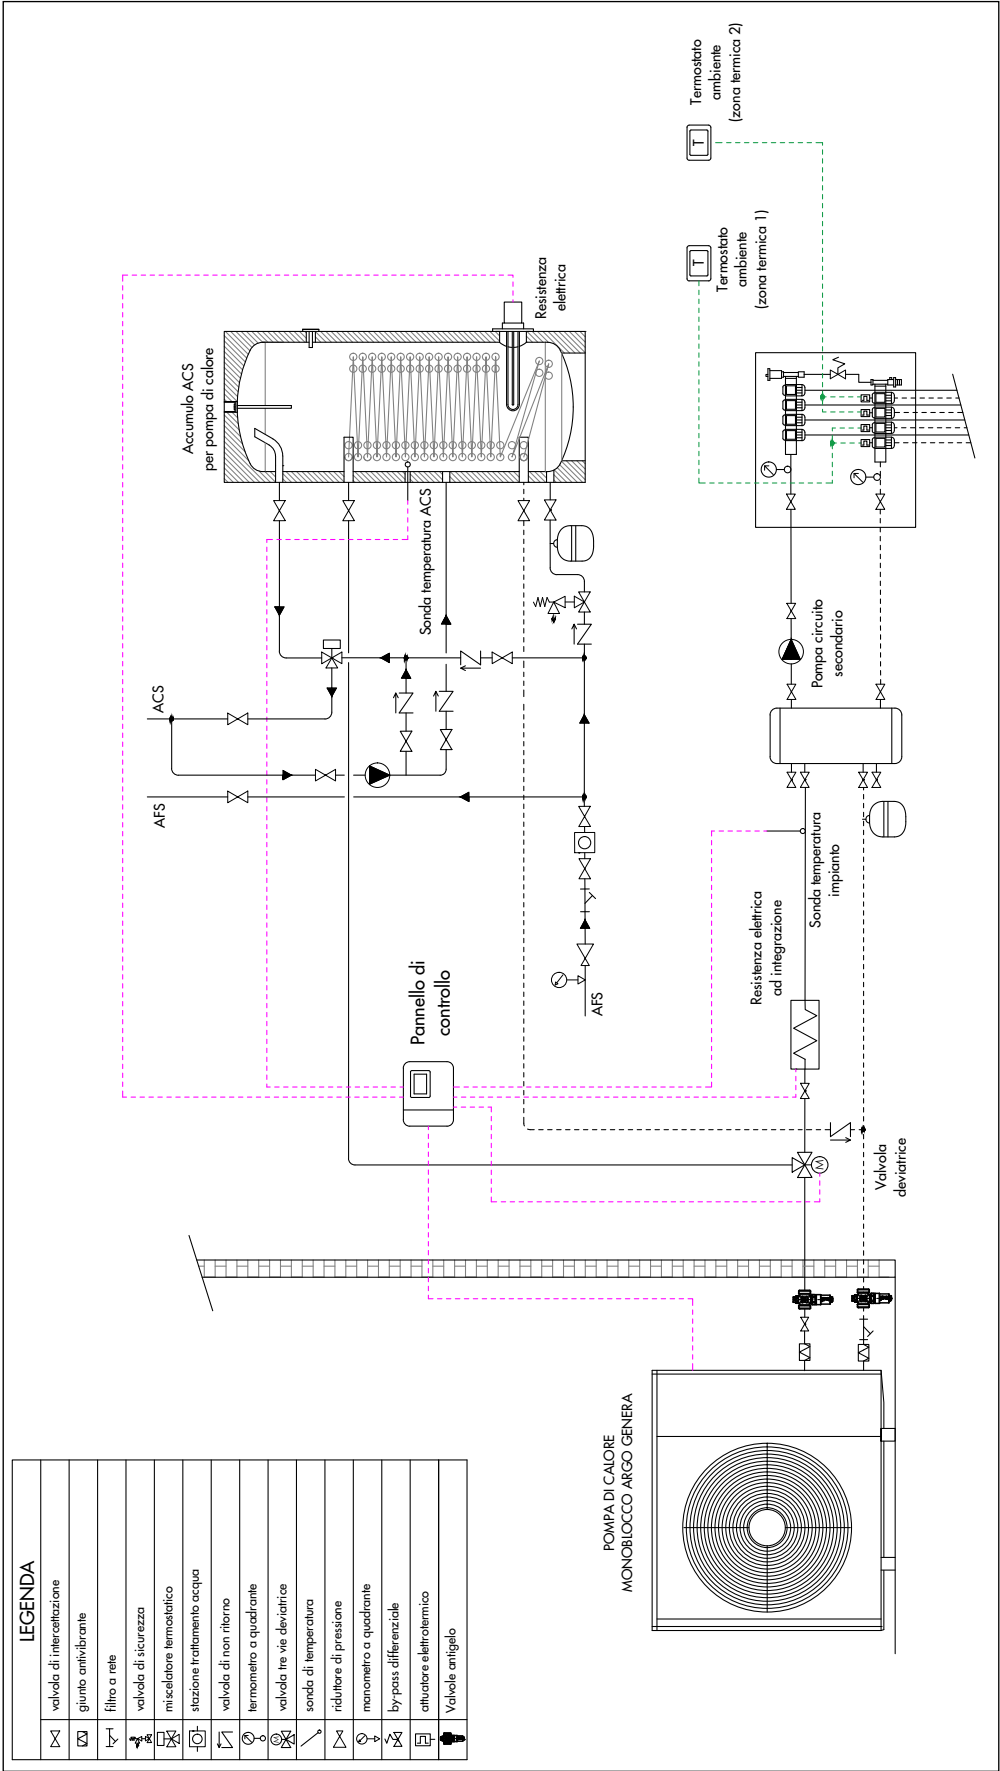 Termostato
ambiente
(zona termica 2)
T
Termostato
ambiente
(zona termica 1)
T
Accumulo ACS
per pompa di calore
Resistenza
elettrica
Sonda temperatura ACS
ACS
AFS
Pompa circuito
secondario
Sonda temperatura
impianto
Resistenza elettrica
ad integrazione
Pannello di
controllo
AFS
M
Valvola
deviatrice
POMPA DI CALORE
MONOBLOCCO ARGO GENERA
LEGENDA
valvola di intercettazione
giunto antivibrante
filtro a rete
valvola di sicurezza
miscelatore termostatico
stazione trattamento acqua
valvola di non ritorno
termometro a quadrante
M
valvola tre vie deviatrice
sonda di temperatura
riduttore di pressione
manometro a quadrante
by-pass differenziale
attuatore elettrotermico
Valvole antigelo